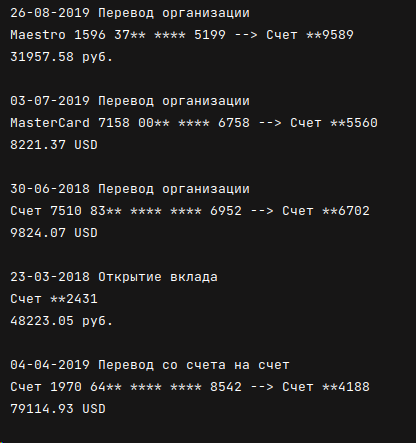 26-08-2019 Перевод организации
Maestro 1596 37** **** 5199 --> Счет **9589
31957.58 руб.
03-07-2019 Перевод организации
MasterCard 7158 00** **** 6758 --> Счет **5560
8221.37 USD
30-06-2018 Перевод организации
Счет 7510 83** **** **** 6952 --> Счет **6702
9824.07 USD
23-03-2018 Открытие вклада
Счет **2431
48223.05 руб.
04-04-2019 Перевод со счета на счет
Счет 1970 64** **** **** 8542 --> Счет **4188
79114.93 USD